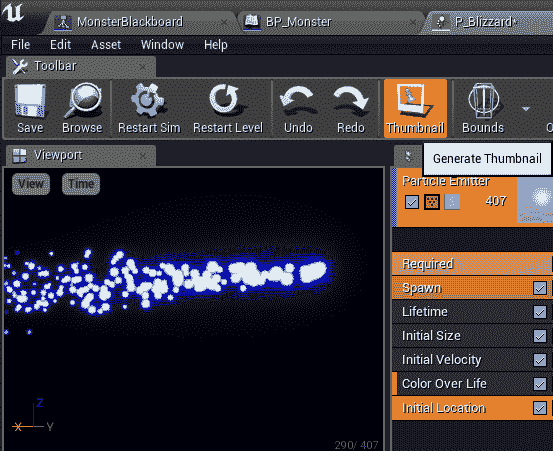 MonsterBlackboard
BP_Monster
P_Blizzard*
File Edit Asset Window Help
Toolbar
Save Browse Restart Sim Restart Level Undo Redo Thumbnail Bounds
Generate Thumbnail
Viewport
View Time
Particle Emitter
407
Required
Spawn
Lifetime
Initial Size
Initial Velocity
Color Over Life
Initial Location
Z
X Y
290/ 407